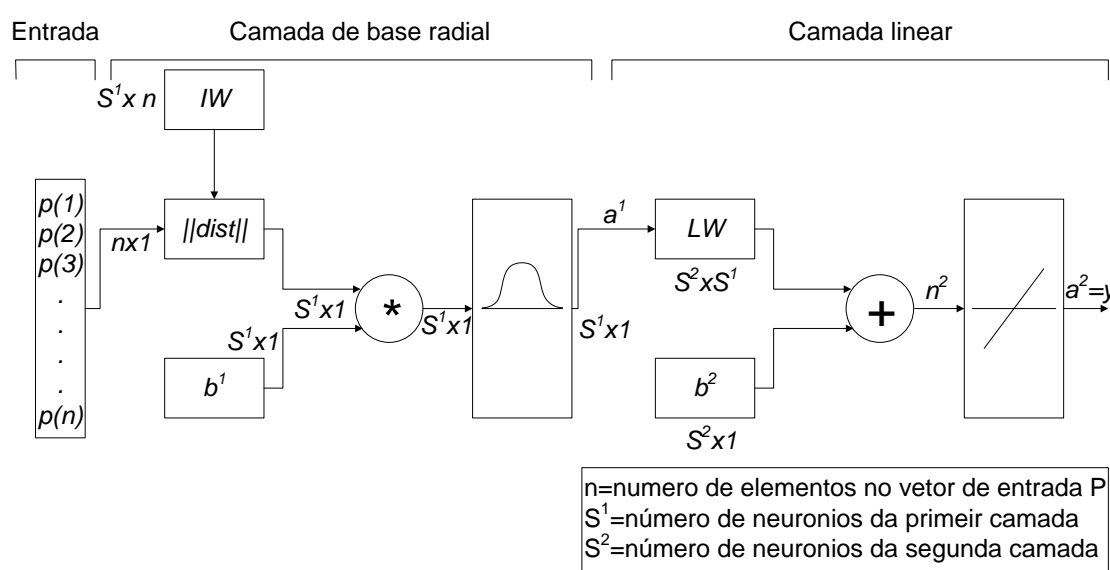 Entrada
Camada de base radial
Camada linear
S¹x n
IW
p(1)
p(2)
p(3)
.
.
.
.
p(n)
nx1
||dist||
S¹x1
*
S¹x1
S¹x1
b¹
a¹
S¹x1
LW
S²xS¹
+
n²
a²=y
b²
S²x1
n=numero de elementos no vetor de entrada P
S¹=número de neuronios da primeir camada
S²=número de neuronios da segunda camada